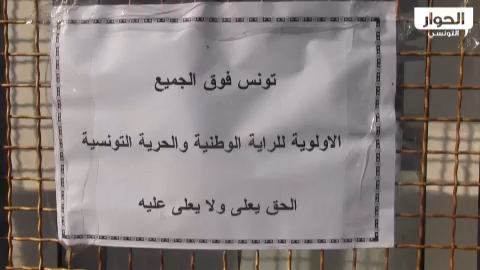 الحوار
التونسي
تونس فوق الجميع
الاولوية للراية الوطنية والحرية التونسية
الحق يعلى ولا يعلى عليه